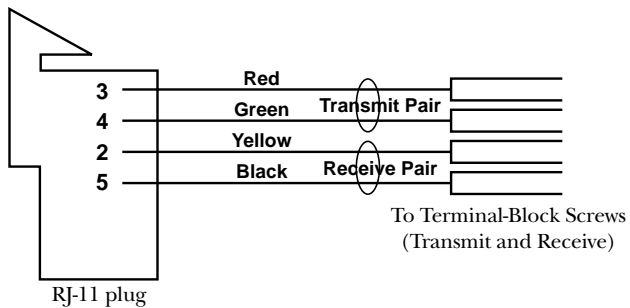 3 Red
Transmit Pair
4 Green
2 Yellow
Receive Pair
5 Black
To Terminal-Block Screws
(Transmit and Receive)
RJ-11 plug